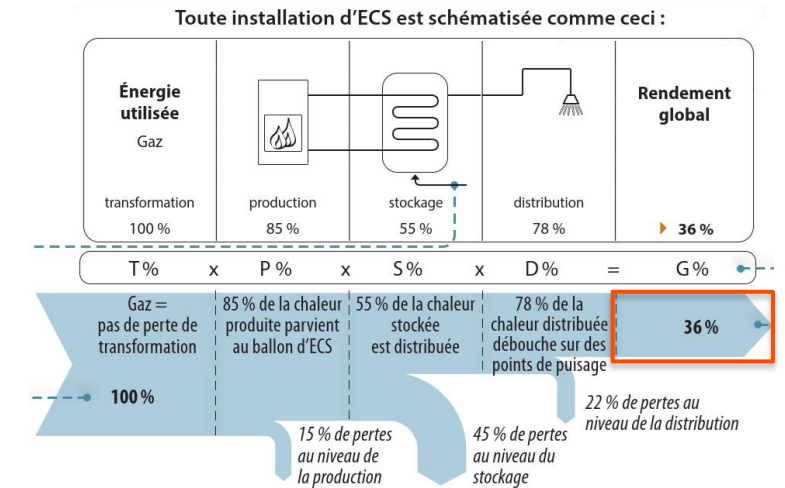 Toute installation d'ECS est schématisée comme ceci :
Énergie
utilisée
Gaz
transformation
100 %
production
85 %
stockage
55 %
distribution
78 %
Rendement
global
36 %
T % x P % x S % x D % = G %
Gaz =
pas de perte de
transformation
100 %
85 % de la chaleur
produite parvient
au ballon d'ECS
55 % de la chaleur
stockée
est distribuée
78 % de la
chaleur distribuée
débouche sur des
points de puisage
36 %
15 % de pertes
au niveau de
la production
45 % de pertes
au niveau du
stockage
22 % de pertes au
niveau de la distribution